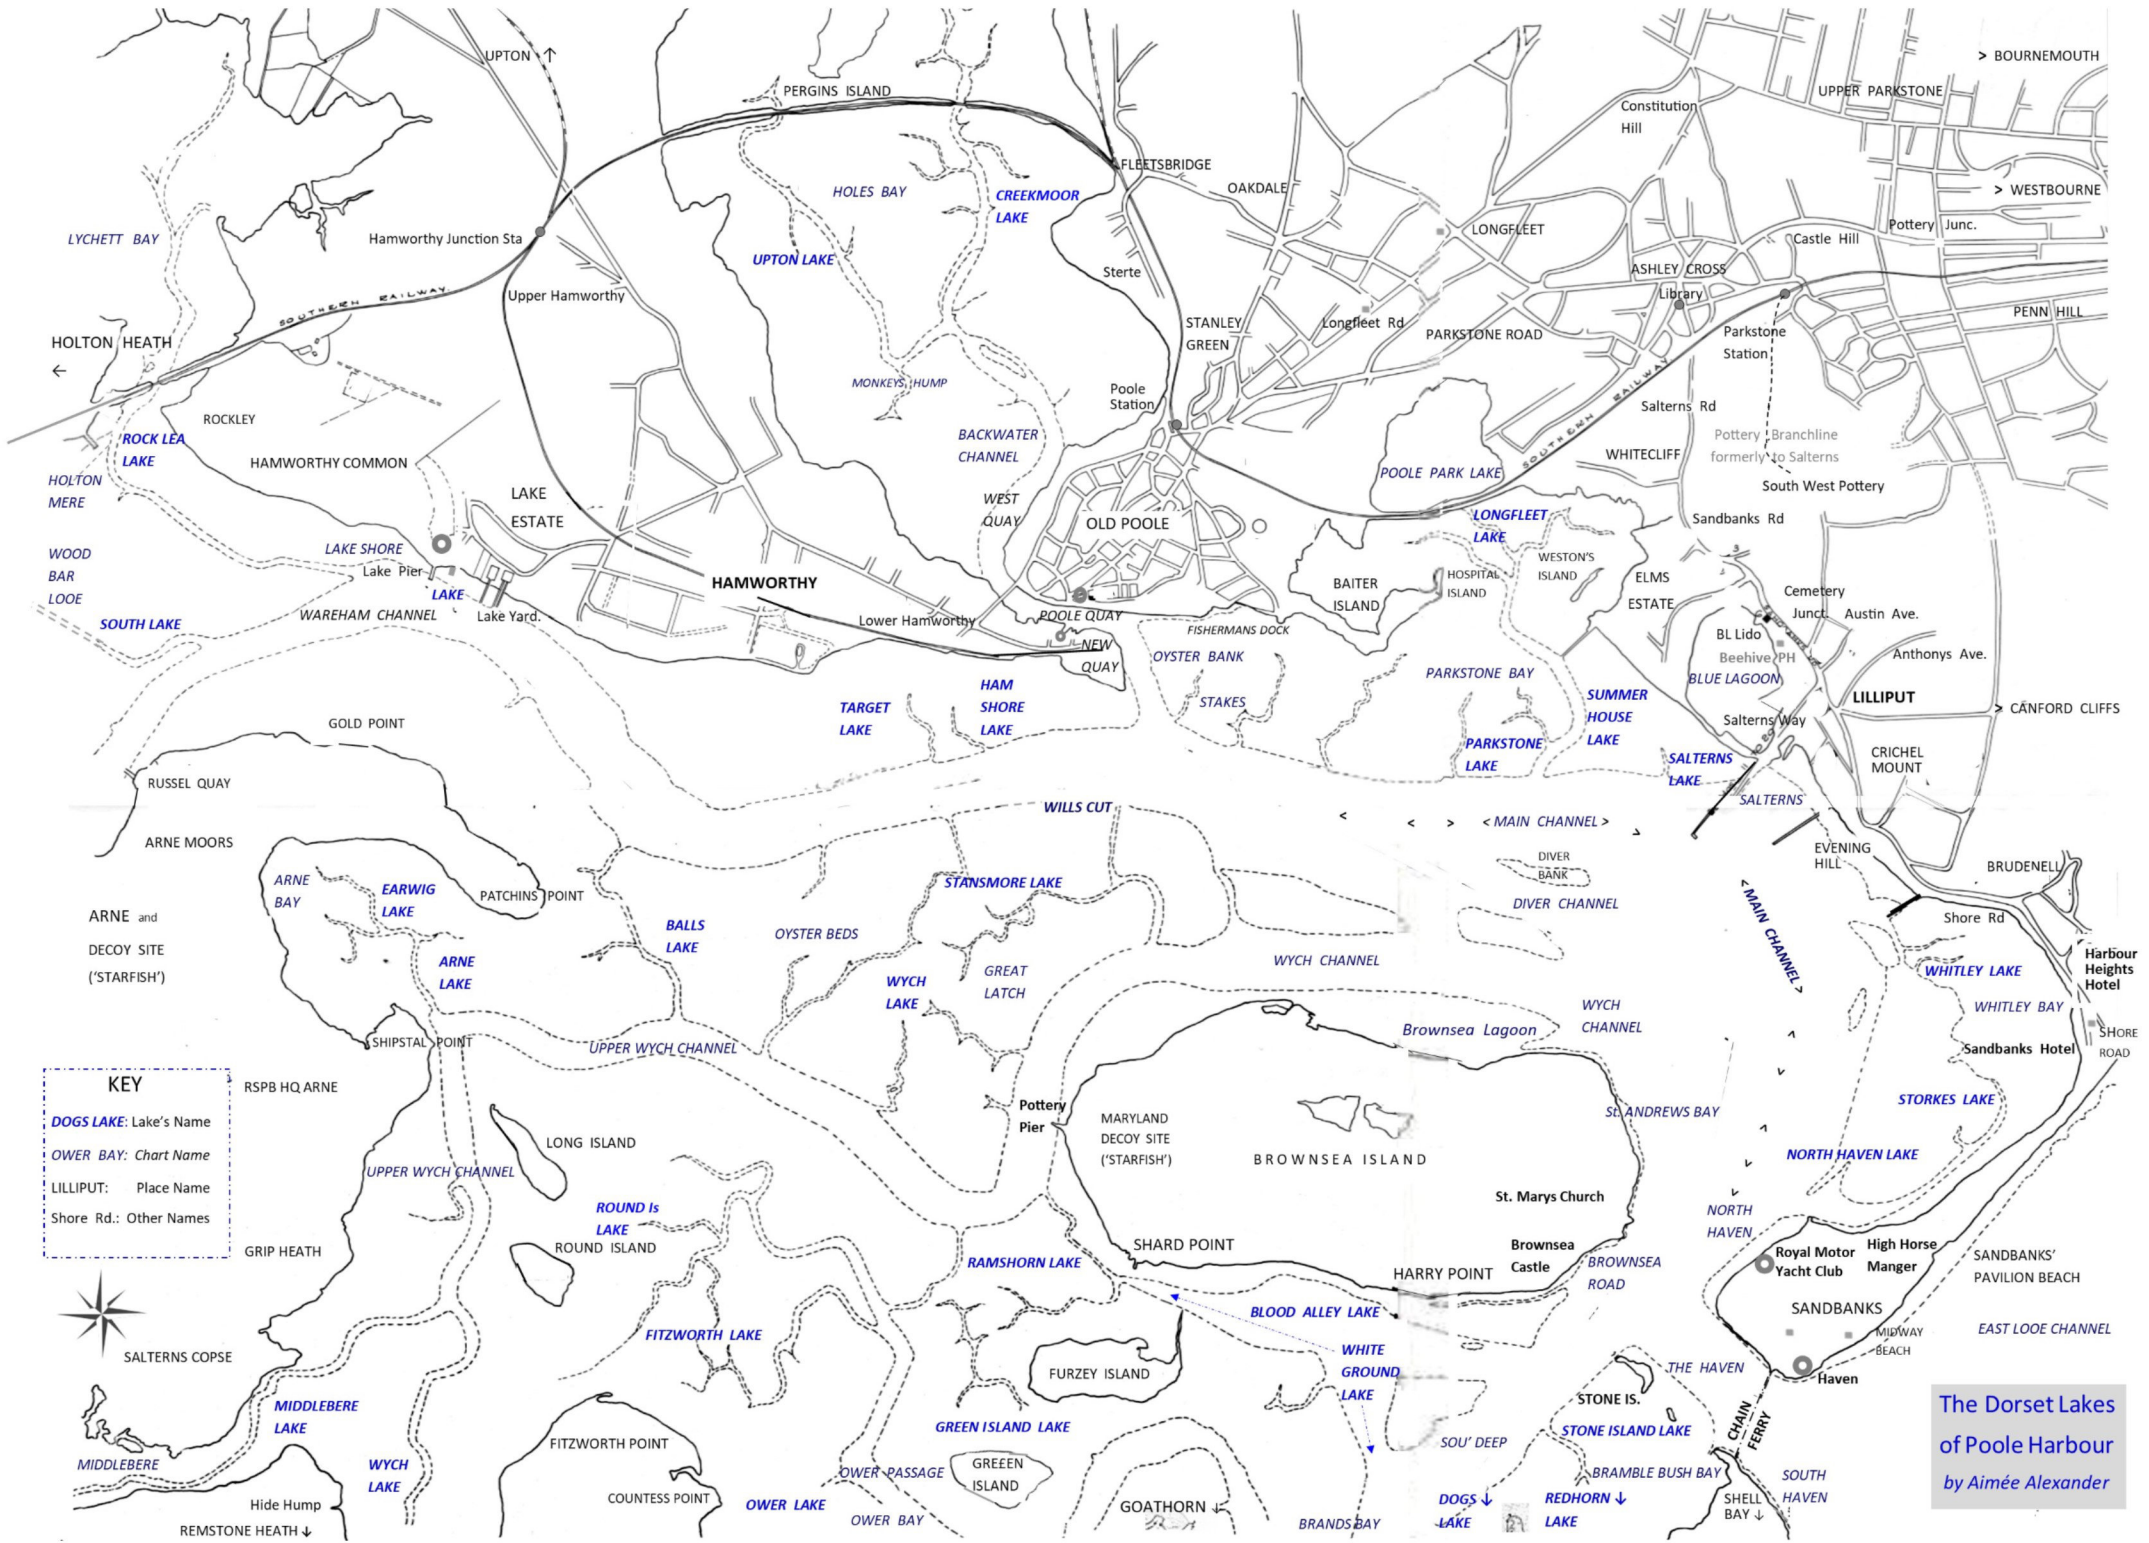 UPTON ↑
> BOURNEMOUTH
PERGINS ISLAND
UPPER PARKSTONE
Constitution
Hill
FLEETSBRIDGE
OAKDALE
> WESTBOURNE
HOLES BAY
CREEKMOOR
LAKE
LYCHETT BAY
Hamworthy Junction Sta
LONGFLEET
Castle Hill
Pottery Junc.
UPTON LAKE
Sterte
ASHLEY CROSS
Library
SOUTHERN RAILWAY.
Upper Hamworthy
STANLEY
GREEN
Longfleet Rd
PARKSTONE ROAD
Parkstone
Station
PENN HILL
HOLTON HEATH
←
MONKEYS HUMP
Poole
Station
SOUTHERN RAILWAY
Salterns Rd
ROCKLEY
ROCK LEA
LAKE
BACKWATER
CHANNEL
Pottery Branchline
formerly to Salterns
HAMWORTHY COMMON
WHITECLIFF
POOLE PARK LAKE
HOLTON
MERE
South West Pottery
LAKE
ESTATE
WEST
QUAY
OLD POOLE
LONGFLEET
LAKE
Sandbanks Rd
WOOD
BAR
LOOE
LAKE SHORE
Lake Pier
LAKE
HAMWORTHY
BAITER
ISLAND
HOSPITAL
ISLAND
WESTON'S
ISLAND
ELMS
ESTATE
Cemetery
Junct.
Austin Ave.
SOUTH LAKE
WAREHAM CHANNEL
Lake Yard.
Lower Hamworthy
POOLE QUAY
NEW
QUAY
FISHERMANS DOCK
OYSTER BANK
STAKES
PARKSTONE BAY
BL Lido
Beehive PH
BLUE LAGOON
Anthonys Ave.
LILLIPUT
TARGET
LAKE
HAM
SHORE
LAKE
SUMMER
HOUSE
LAKE
Salterns Way
> CANFORD CLIFFS
GOLD POINT
PARKSTONE
LAKE
SALTERNS
LAKE
CRICHEL
MOUNT
RUSSEL QUAY
SALTERNS
WILLS CUT
< < > < MAIN CHANNEL > >
ARNE MOORS
EVENING
HILL
BRUDENELL
DIVER
BANK
ARNE
BAY
EARWIG
LAKE
PATCHINS POINT
STANSMORE LAKE
DIVER CHANNEL
< MAIN CHANNEL >
Shore Rd
ARNE and
DECOY SITE
('STARFISH')
BALLS
LAKE
OYSTER BEDS
ARNE
LAKE
WYCH
LAKE
GREAT
LATCH
WYCH CHANNEL
WHITLEY LAKE
Harbour
Heights
Hotel
WHITLEY BAY
WYCH
CHANNEL
Brownsea Lagoon
SHIPSTAL POINT
UPPER WYCH CHANNEL
Sandbanks Hotel
SHORE
ROAD
KEY
DOGS LAKE: Lake's Name
OWER BAY: Chart Name
LILLIPUT: Place Name
Shore Rd.: Other Names
RSPB HQ ARNE
Pottery
Pier
MARYLAND
DECOY SITE
('STARFISH')
St. ANDREWS BAY
STORKES LAKE
LONG ISLAND
BROWNSEA ISLAND
NORTH HAVEN LAKE
UPPER WYCH CHANNEL
St. Marys Church
ROUND Is
LAKE
NORTH
HAVEN
GRIP HEATH
ROUND ISLAND
SHARD POINT
RAMSHORN LAKE
Brownsea
Castle
BROWNSEA
ROAD
Royal Motor
Yacht Club
High Horse
Manger
SANDBANKS'
PAVILION BEACH
HARRY POINT
BLOOD ALLEY LAKE
SANDBANKS
FITZWORTH LAKE
WHITE
GROUND
LAKE
MIDWAY
BEACH
EAST LOOE CHANNEL
SALTERNS COPSE
FURZEY ISLAND
THE HAVEN
Haven
STONE IS.
MIDDLEBERE
LAKE
GREEN ISLAND LAKE
STONE ISLAND LAKE
CHAIN
FERRY
The Dorset Lakes
of Poole Harbour
by Aimée Alexander
MIDDLEBERE
WYCH
LAKE
FITZWORTH POINT
SOU' DEEP
OWER PASSAGE
GRE£EN
ISLAND
BRAMBLE BUSH BAY
SOUTH
HAVEN
COUNTESS POINT
Hide Hump
OWER LAKE
GOATHORN ↓
DOGS ↓
LAKE
REDHORN ↓
LAKE
SHELL
BAY ↓
REMSTONE HEATH ↓
OWER BAY
BRANDS BAY